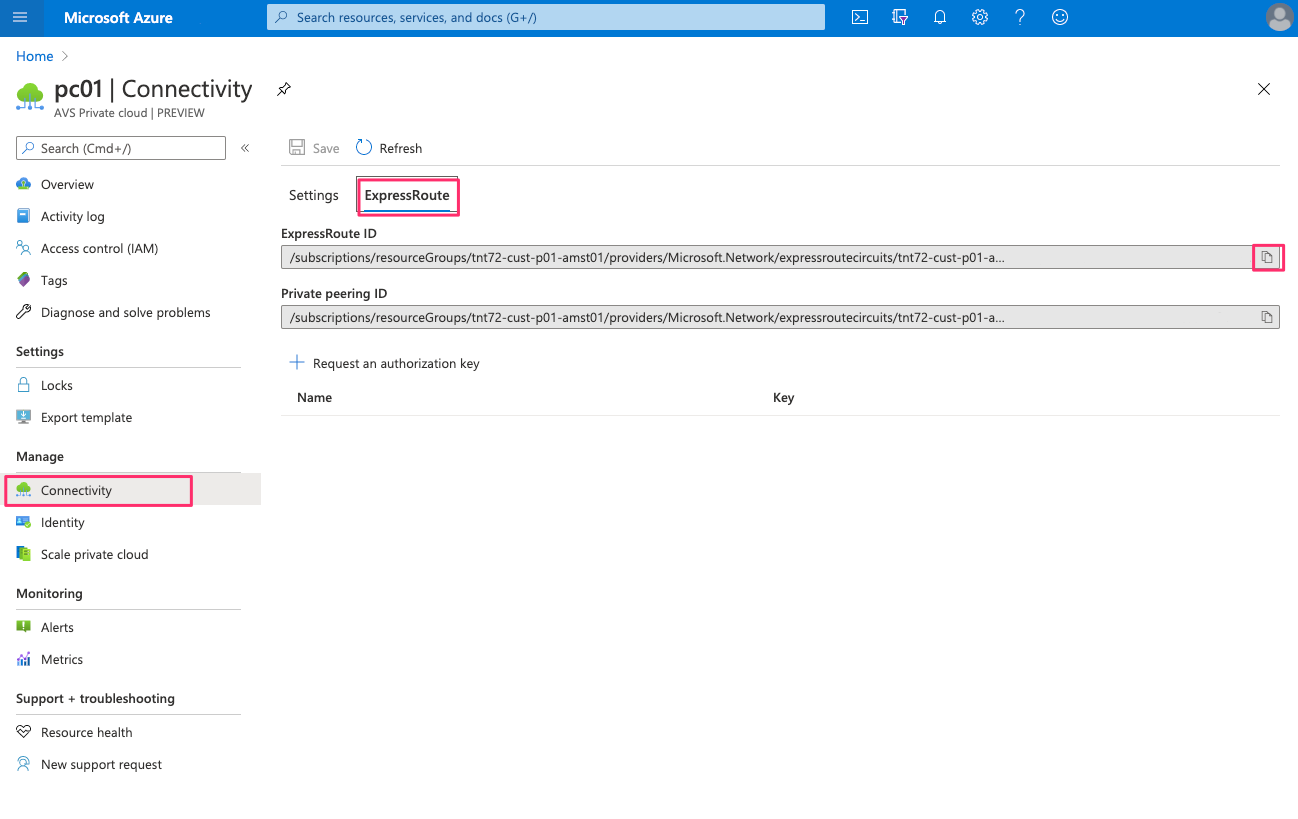 Microsoft Azure
Search resources, services, and docs (G+/)
Home
pc01 | Connectivity
AVS Private cloud | PREVIEW
Search (Cmd+/)
Overview
Activity log
Access control (IAM)
Tags
Diagnose and solve problems
Settings
Locks
Export template
Manage
Connectivity
Identity
Scale private cloud
Monitoring
Alerts
Metrics
Support + troubleshooting
Resource health
New support request
Save Refresh
Settings ExpressRoute
ExpressRoute ID
/subscriptions/resourceGroups/tnt72-cust-p01-amst01/providers/Microsoft.Network/expressroutecircuits/tnt72-cust-p01-a...
Private peering ID
/subscriptions/resourceGroups/tnt72-cust-p01-amst01/providers/Microsoft.Network/expressroutecircuits/tnt72-cust-p01-a...
Request an authorization key
Name Key